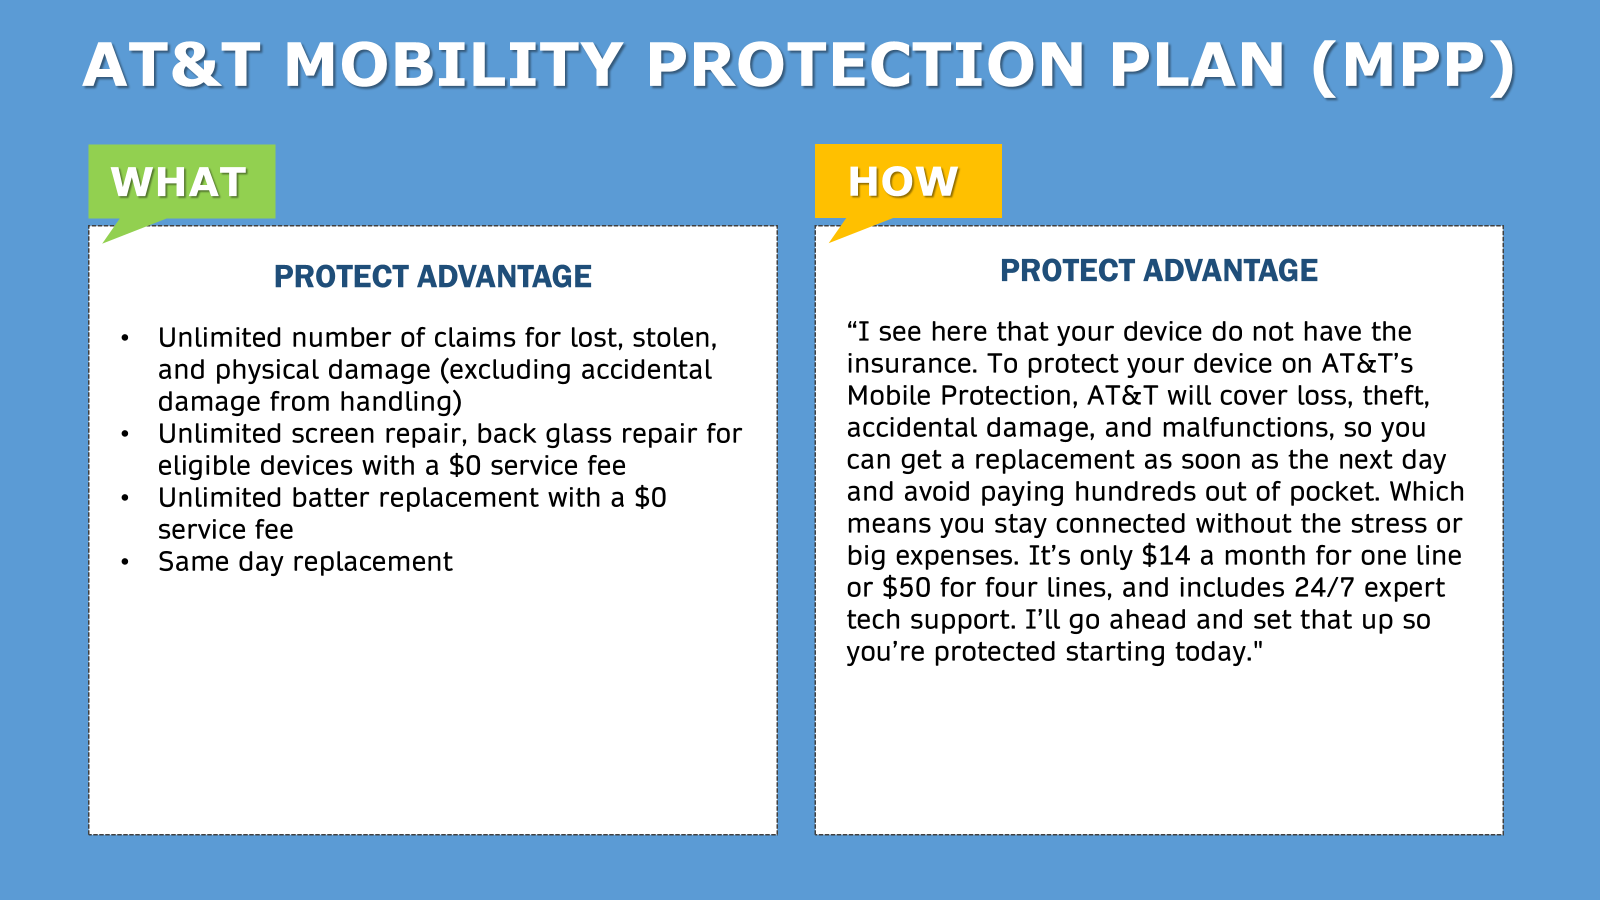 AT&T MOBILITY PROTECTION PLAN (MPP)
WHAT
PROTECT ADVANTAGE
• Unlimited number of claims for lost, stolen,
and physical damage (excluding accidental
damage from handling)
• Unlimited screen repair, back glass repair for
eligible devices with a $0 service fee
• Unlimited batter replacement with a $0
service fee
• Same day replacement
HOW
PROTECT ADVANTAGE
“I see here that your device do not have the
insurance. To protect your device on AT&T’s
Mobile Protection, AT&T will cover loss, theft,
accidental damage, and malfunctions, so you
can get a replacement as soon as the next day
and avoid paying hundreds out of pocket. Which
means you stay connected without the stress or
big expenses. It’s only $14 a month for one line
or $50 for four lines, and includes 24/7 expert
tech support. I’ll go ahead and set that up so
you’re protected starting today."